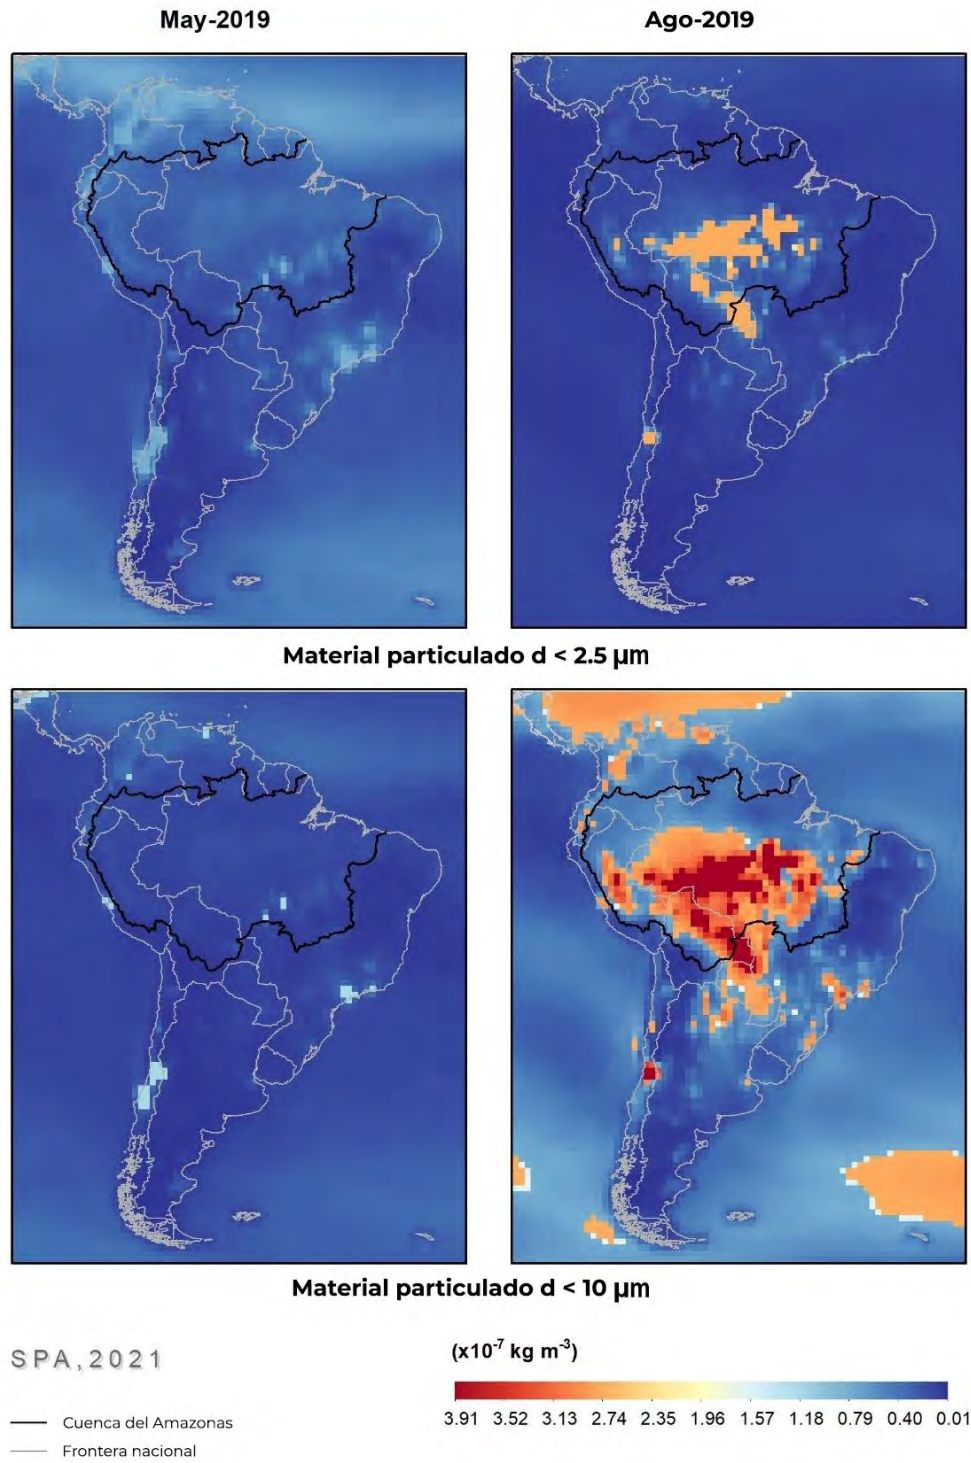 May-2019
Ago-2019
Material particulado d < 2.5 µm
Material particulado d < 10 µm
SPA, 2021
(x10⁻⁷ kg m⁻³)
3.91 3.52 3.13 2.74 2.35 1.96 1.57 1.18 0.79 0.40 0.01
Cuenca del Amazonas
Frontera nacional